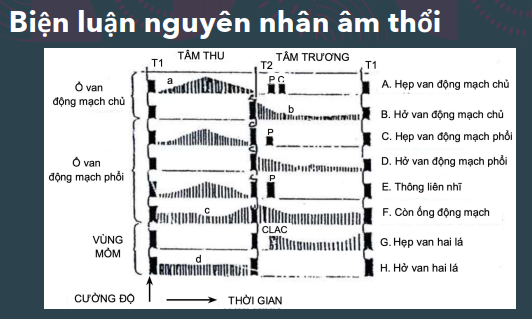 Biện luận nguyên nhân âm thổi
TÂM THU TÂM TRƯƠNG
T1 T2 T1
a P C A. Hẹp van động mạch chủ
Ổ van
động mạch chủ
b B. Hở van động mạch chủ
P C. Hẹp van động mạch phổi
D. Hở van động mạch phổi
Ổ van
động mạch phổi
P E. Thông liên nhĩ
c F. Còn ống động mạch
CLAC G. Hẹp van hai lá
VÙNG
MỎM
d H. Hở van hai lá
CƯỜNG ĐỘ THỜI GIAN